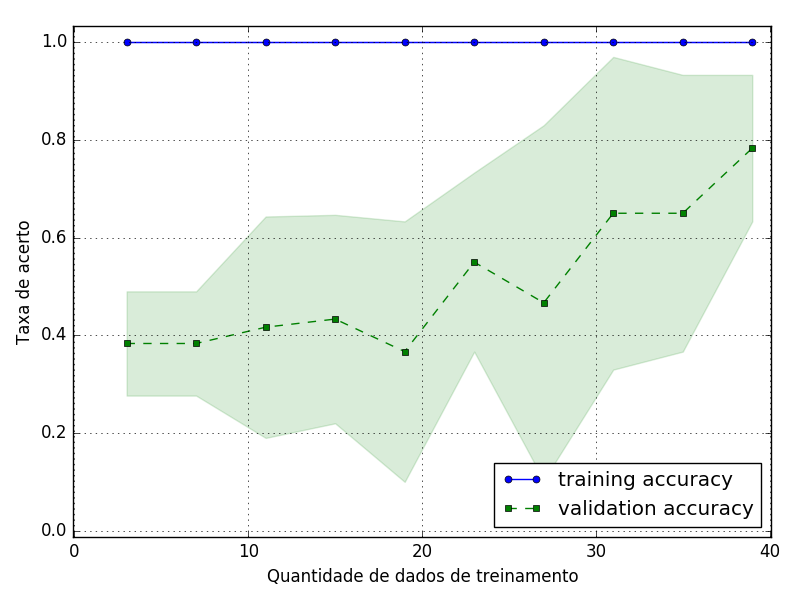 1.0
0.8
0.6
0.4
0.2
0.0
Taxa de acerto
training accuracy
validation accuracy
0 10 20 30 40
Quantidade de dados de treinamento